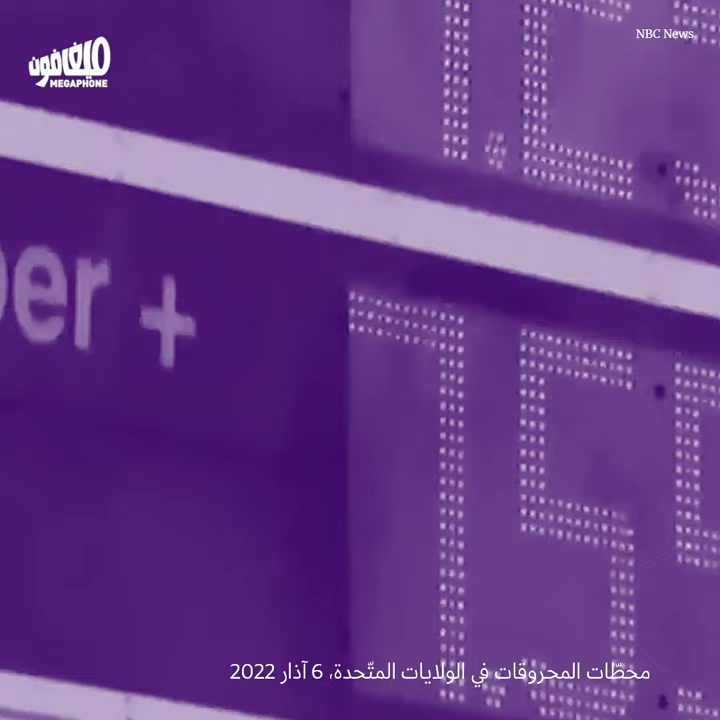 NBC News
ميغافون
MEGAPHONE
per +
محطّات المحروقات في الولايات المتّحدة، 6 آذار 2022